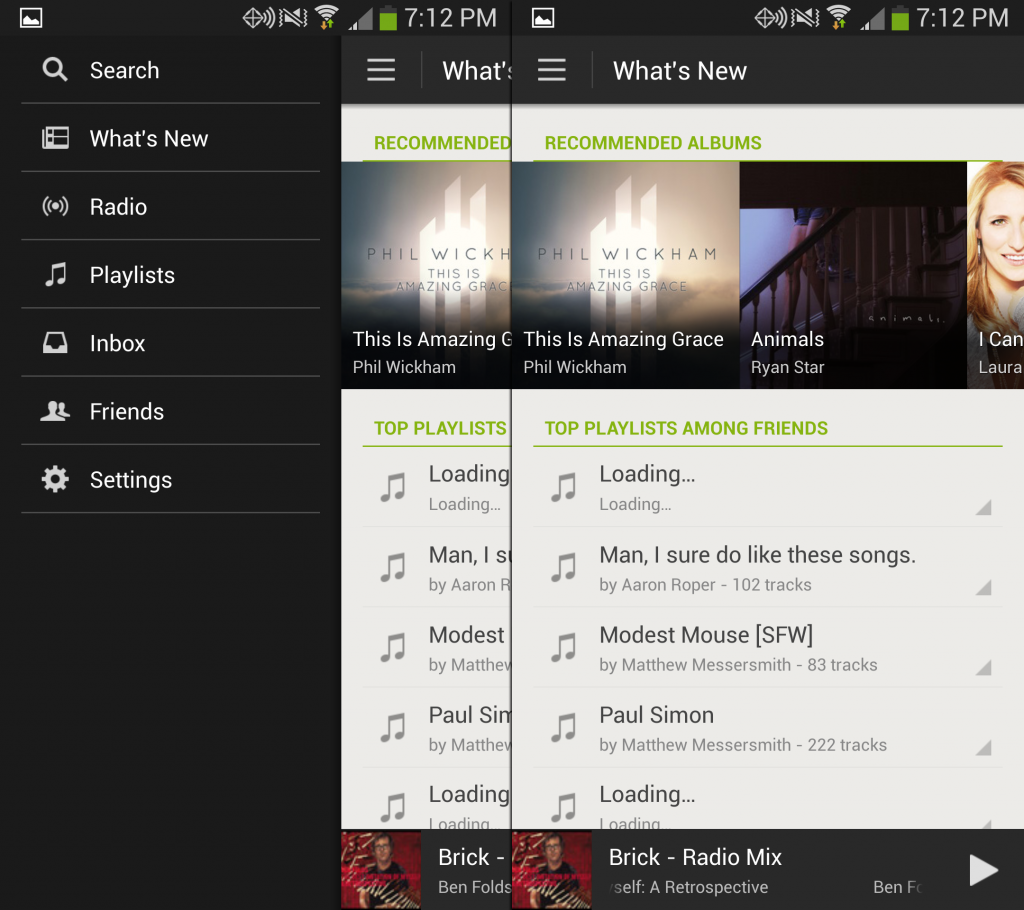 7:12 PM
Search
What's New
Radio
Playlists
Inbox
Friends
Settings
What's
RECOMMENDED
PHIL WICKH
THIS IS
AMAZING GRACE
This Is Amazing G
Phil Wickham
TOP PLAYLISTS
Loading
Loading...
Man, I su
by Aaron R
Modest
by Matthew
Paul Sim
by Matthew
Loading
Loading...
Brick -
Ben Folds
7:12 PM
What's New
RECOMMENDED ALBUMS
PHIL WICKHAM
THIS IS
AMAZING GRACE
This Is Amazing Grace
Phil Wickham
animals.
Animals
Ryan Star
I Can
Laura
TOP PLAYLISTS AMONG FRIENDS
Loading...
Loading...
Man, I sure do like these songs.
by Aaron Roper - 102 tracks
Modest Mouse [SFW]
by Matthew Messersmith - 83 tracks
Paul Simon
by Matthew Messersmith - 222 tracks
Loading...
Loading...
Brick - Radio Mix
yself: A Retrospective Ben Fo